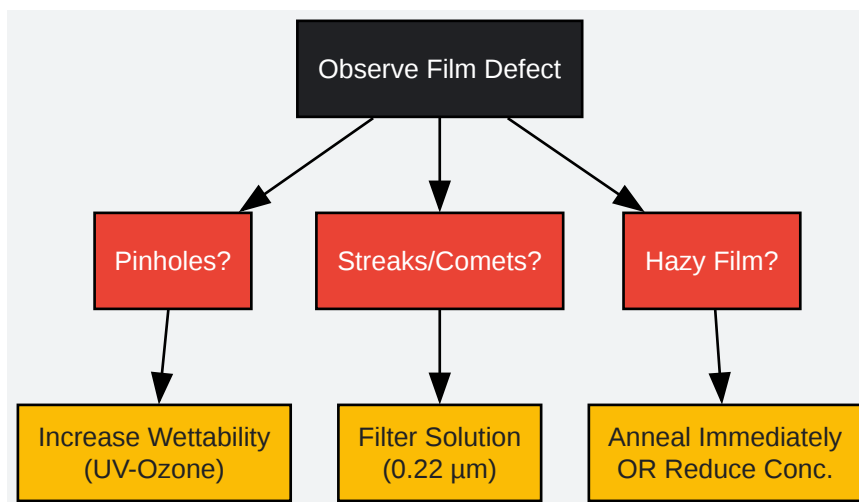 Observe Film Defect
Pinholes?
Streaks/Comets?
Hazy Film?
Increase Wettability
(UV-Ozone)
Filter Solution
(0.22 µm)
Anneal Immediately
OR Reduce Conc.